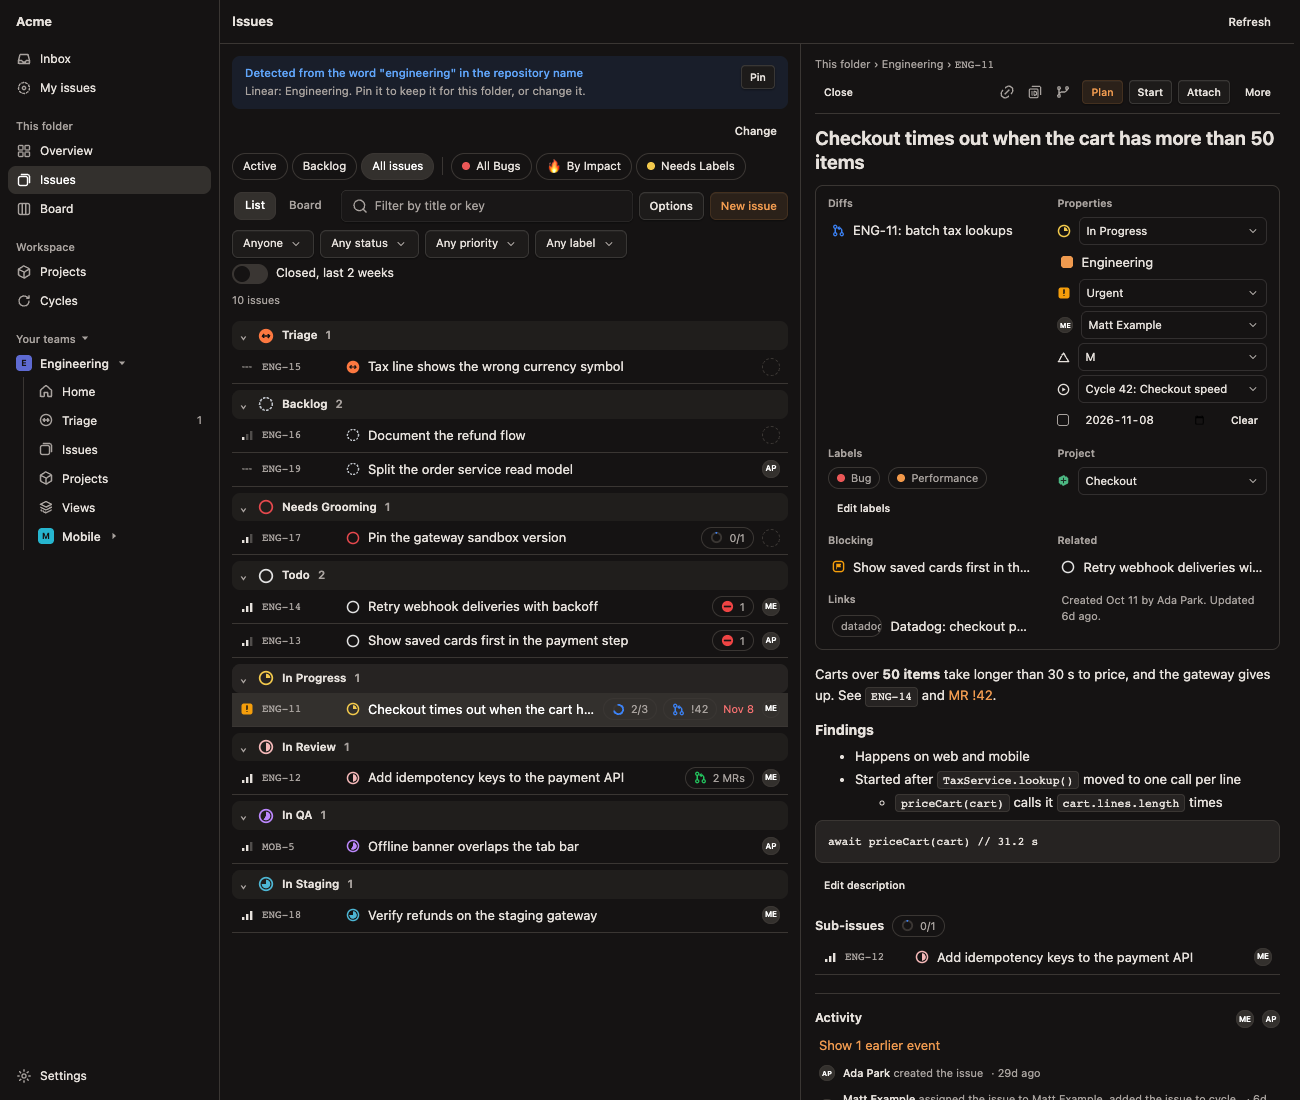 Acme
Inbox
My issues
This folder
Overview
Issues
Board
Workspace
Projects
Cycles
Your teams
E Engineering
Home
Triage 1
Issues
Projects
Views
M Mobile
Settings
Issues
Refresh
Detected from the word "engineering" in the repository name
Linear: Engineering. Pin it to keep it for this folder, or change it.
Pin
Change
Active
Backlog
All issues
All Bugs
By Impact
Needs Labels
List
Board
Filter by title or key
Options
New issue
Anyone
Any status
Any priority
Any label
Closed, last 2 weeks
10 issues
Triage 1
ENG-15 Tax line shows the wrong currency symbol
Backlog 2
ENG-16 Document the refund flow
ENG-19 Split the order service read model AP
Needs Grooming 1
ENG-17 Pin the gateway sandbox version 0/1
Todo 2
ENG-14 Retry webhook deliveries with backoff 1 ME
ENG-13 Show saved cards first in the payment step 1 AP
In Progress 1
ENG-11 Checkout times out when the cart h... 2/3 !42 Nov 8 ME
In Review 1
ENG-12 Add idempotency keys to the payment API 2 MRs ME
In QA 1
MOB-5 Offline banner overlaps the tab bar AP
In Staging 1
ENG-18 Verify refunds on the staging gateway ME
This folder › Engineering › ENG-11
Close
Plan
Start
Attach
More
Checkout times out when the cart has more than 50
items
Diffs
ENG-11: batch tax lookups
Properties
In Progress
Engineering
Urgent
ME Matt Example
M
Cycle 42: Checkout speed
2026-11-08
Clear
Labels
Bug
Performance
Edit labels
Project
Checkout
Blocking
Show saved cards first in th...
Related
Retry webhook deliveries wi...
Links
datadog Datadog: checkout p...
Created Oct 11 by Ada Park. Updated
6d ago.
Carts over 50 items take longer than 30 s to price, and the gateway gives
up. See ENG-14 and MR !42.
Findings
• Happens on web and mobile
• Started after TaxService.lookup() moved to one call per line
◦ priceCart(cart) calls it cart.lines.length times
await priceCart(cart) // 31.2 s
Edit description
Sub-issues 0/1
ENG-12 Add idempotency keys to the payment API ME
Activity ME AP
Show 1 earlier event
AP Ada Park created the issue · 29d ago
Matt Example assigned the issue to Matt Example, added the issue to cycle · 6d